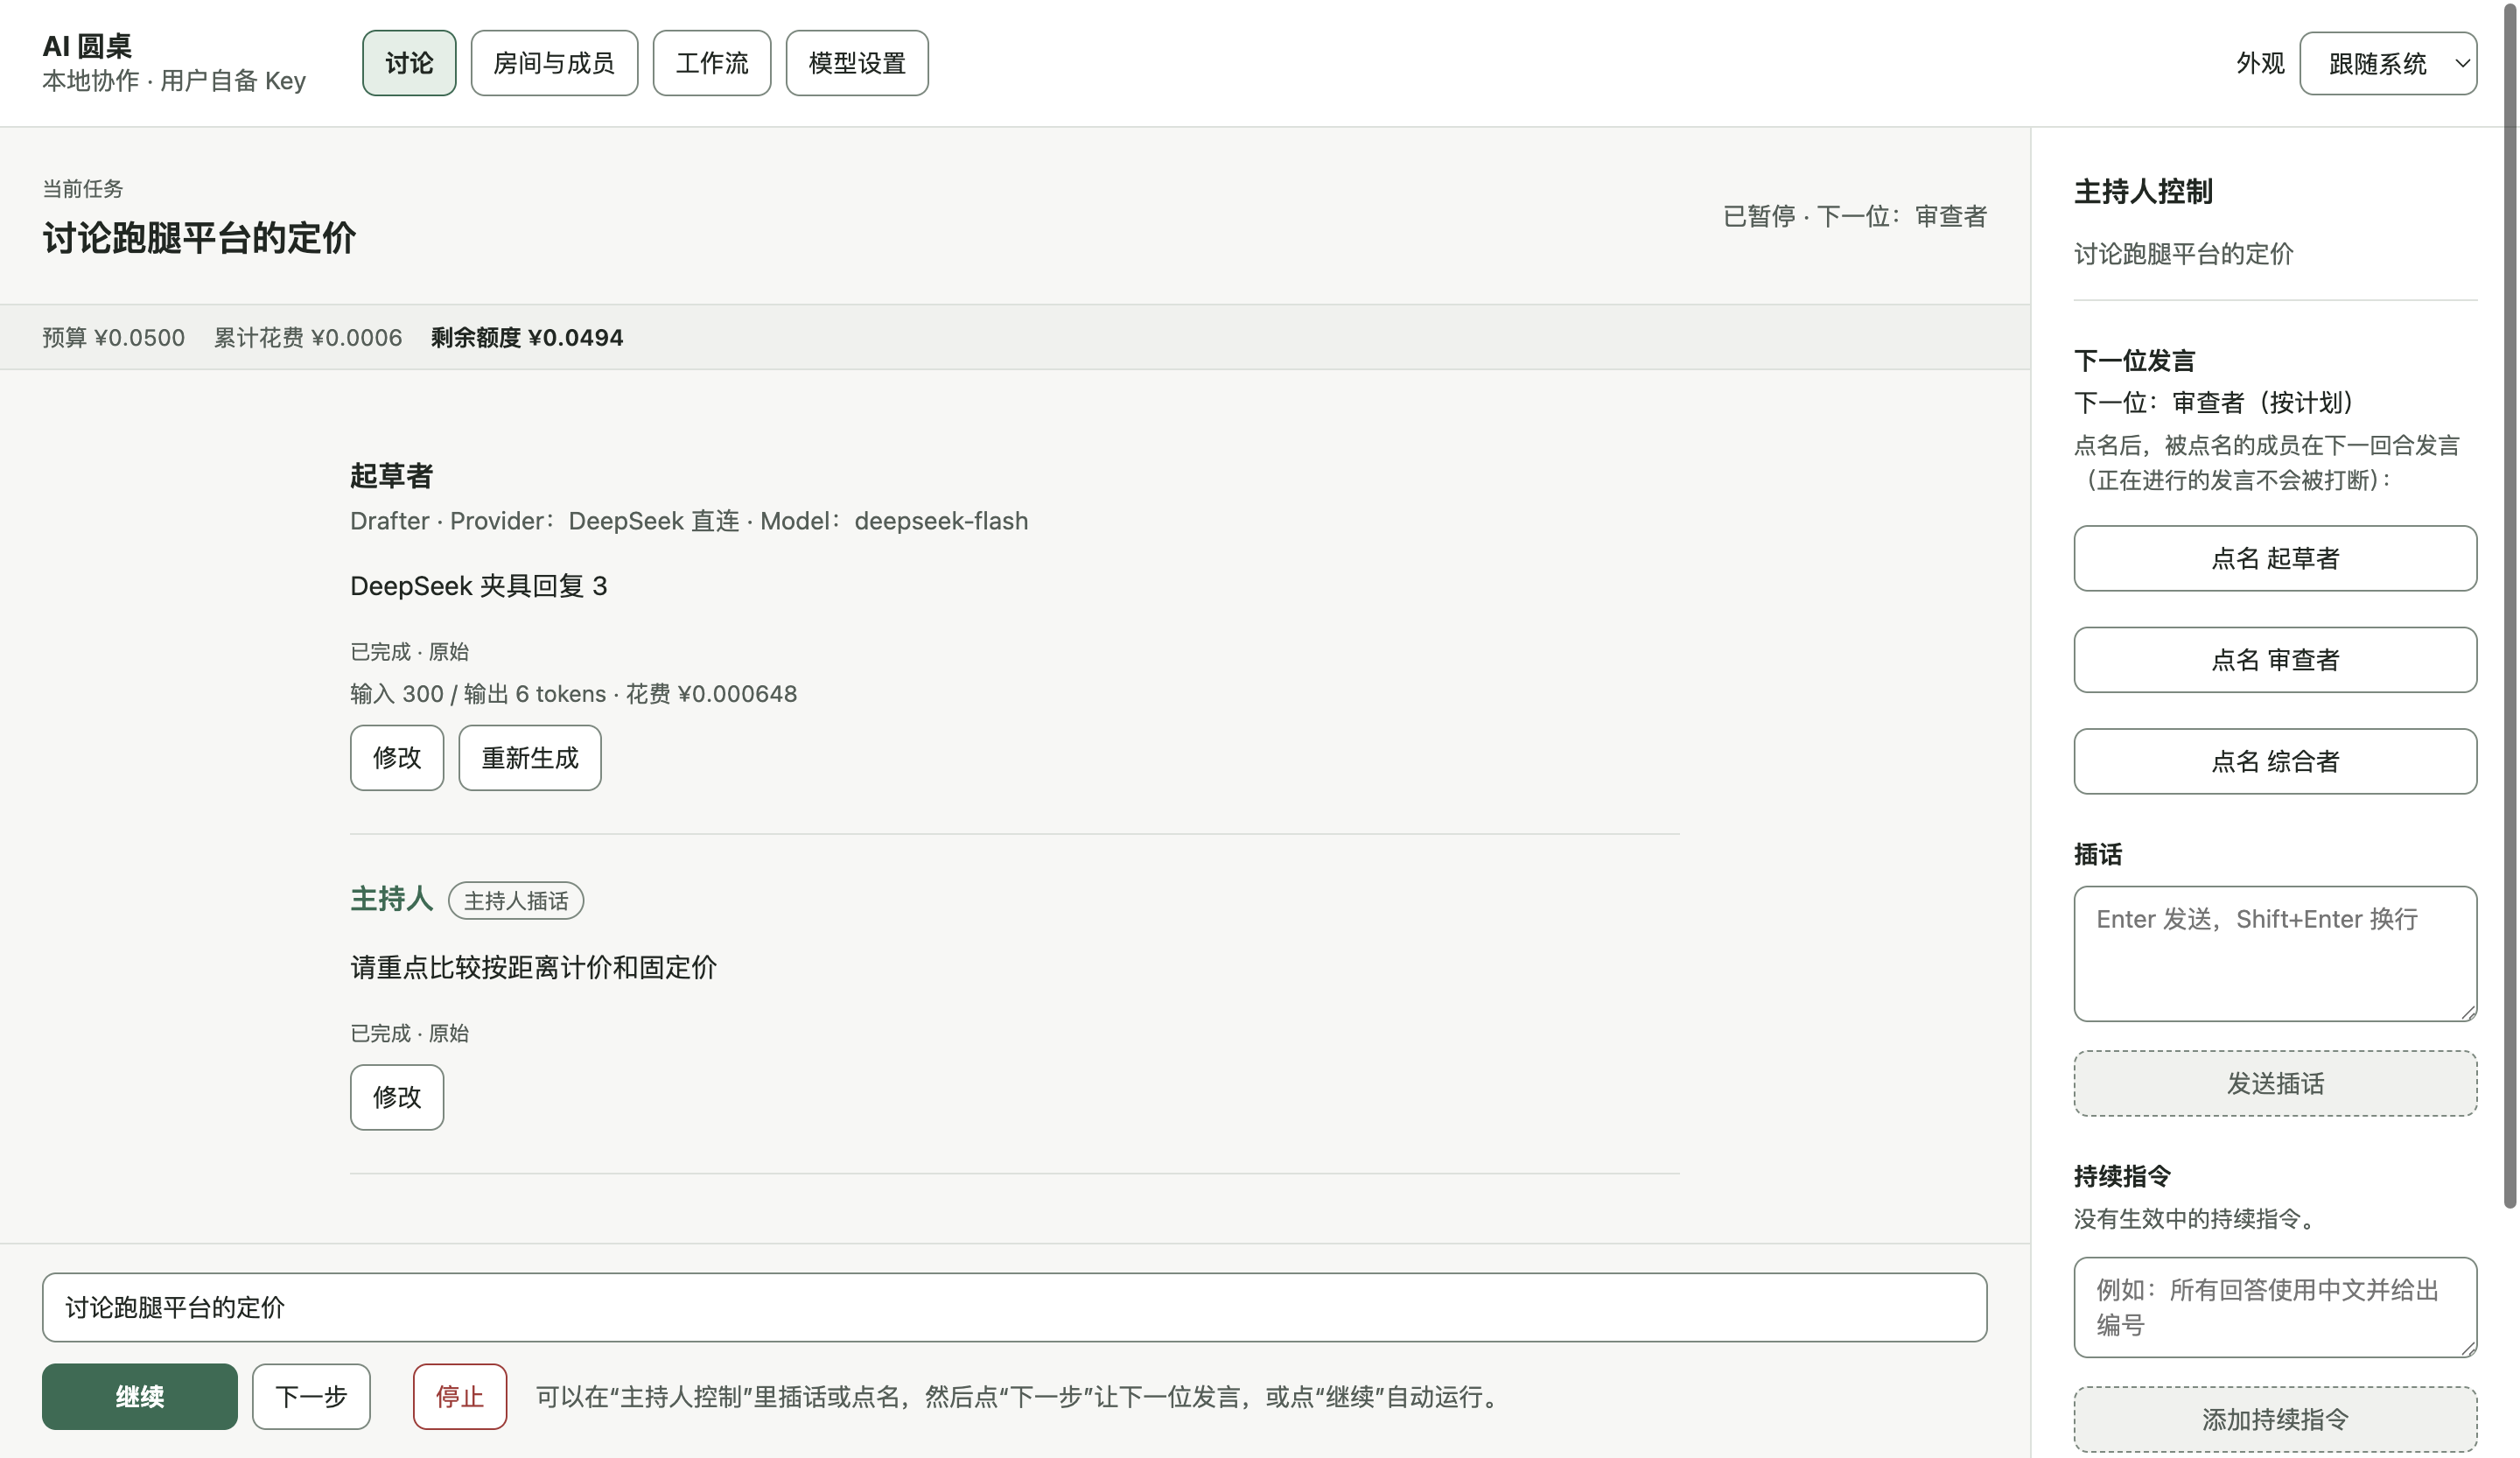 AI 圆桌
本地协作 · 用户自备 Key
讨论
房间与成员
工作流
模型设置
外观
跟随系统
当前任务
讨论跑腿平台的定价
已暂停 · 下一位：审查者
预算 ¥0.0500 累计花费 ¥0.0006 剩余额度 ¥0.0494
起草者
Drafter · Provider：DeepSeek 直连 · Model：deepseek-flash
DeepSeek 夹具回复 3
已完成 · 原始
输入 300 / 输出 6 tokens · 花费 ¥0.000648
修改
重新生成
主持人
主持人插话
请重点比较按距离计价和固定价
已完成 · 原始
修改
讨论跑腿平台的定价
继续
下一步
停止
可以在“主持人控制”里插话或点名，然后点“下一步”让下一位发言，或点“继续”自动运行。
主持人控制
讨论跑腿平台的定价
下一位发言
下一位：审查者（按计划）
点名后，被点名的成员在下一回合发言
（正在进行的发言不会被打断）：
点名 起草者
点名 审查者
点名 综合者
插话
Enter 发送，Shift+Enter 换行
发送插话
持续指令
没有生效中的持续指令。
例如：所有回答使用中文并给出
编号
添加持续指令